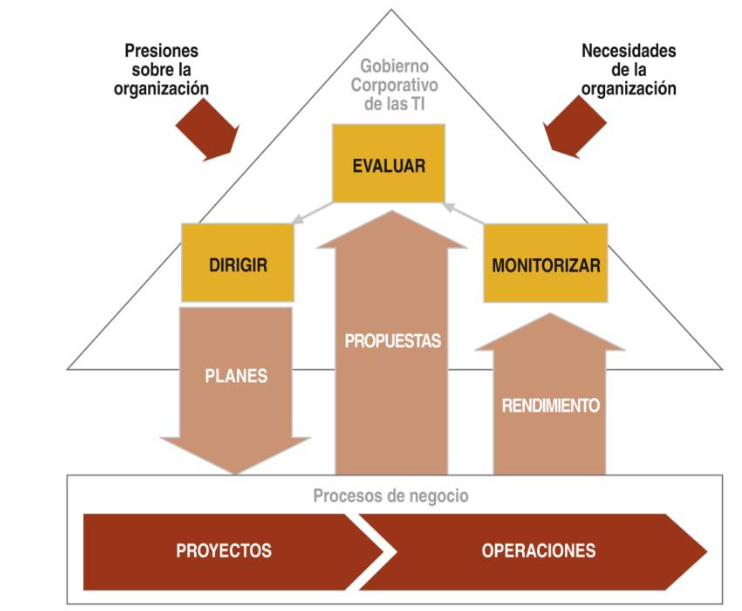 Presiones
sobre la
organización
Necesidades
de la
organización
Gobierno
Corporativo
de las TI
EVALUAR
DIRIGIR
MONITORIZAR
PROPUESTAS
PLANES
RENDIMIENTO
Procesos de negocio
PROYECTOS
OPERACIONES